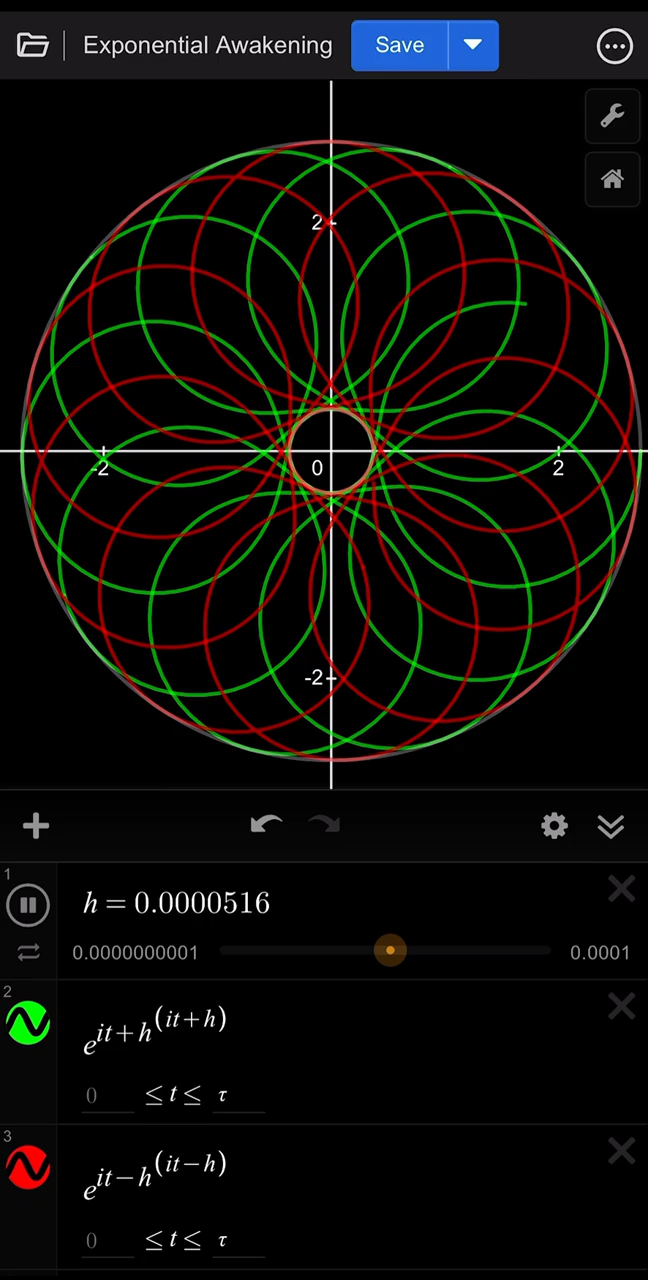 Exponential Awakening Save
2
-2 0 2
-2
1
h = 0.0000516
0.0000000001 0.0001
2
e^{it+h^{(it+h)}}
0 ≤ t ≤ τ
3
e^{it−h^{(it−h)}}
0 ≤ t ≤ τ